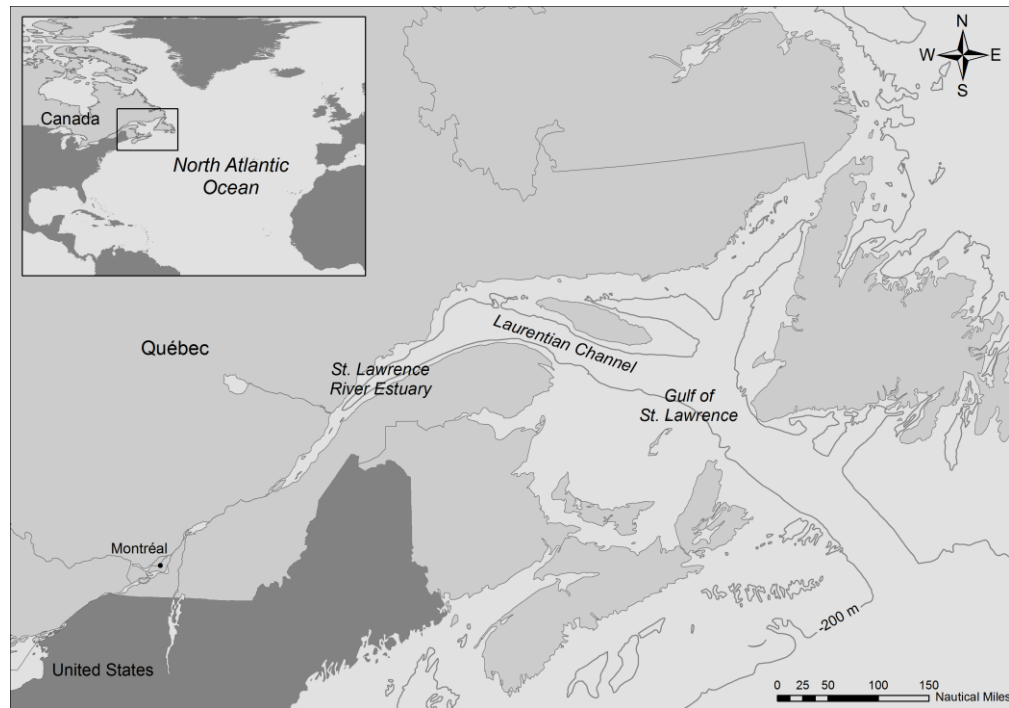 Canada
North Atlantic
Ocean
N
W
E
S
Québec
St. Lawrence
River Estuary
Laurentian Channel
Gulf of
St. Lawrence
Montréal
United States
-200 m
0 25 50 100 150
Nautical Miles